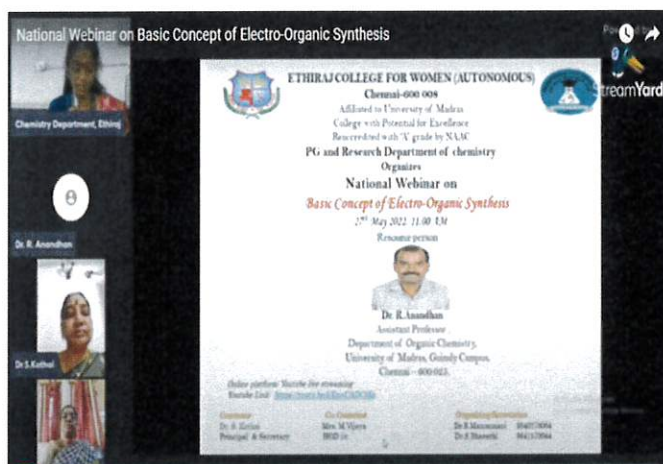 National Webinar on Basic Concept of Electro-Organic Synthesis
StreamYard
Chemistry Department, Ethiraj
Dr. R. Anandhan
Dr S.Kothai
ETHIRAJ COLLEGE FOR WOMEN (AUTONOMOUS)
Chennai-600 008
Affiliated to University of Madras
College with Potential for Excellence
Reaccredited with 'A' grade by NAAC
PG and Research Department of chemistry
Organizes
National Webinar on
Basic Concept of Electro-Organic Synthesis
27th May 2022 11.00 AM
Resource person
Dr. R.Anandhan
Assistant Professor
Department of Organic Chemistry,
University of Madras, Guindy Campus,
Chennai – 600 025.
Online platform Youtube live streaming
Youtube Link
Convenor Co Convenor Organizing Secretaries
Dr. S. Kothai Mrs. M.Vijaya
Principal & Secretary